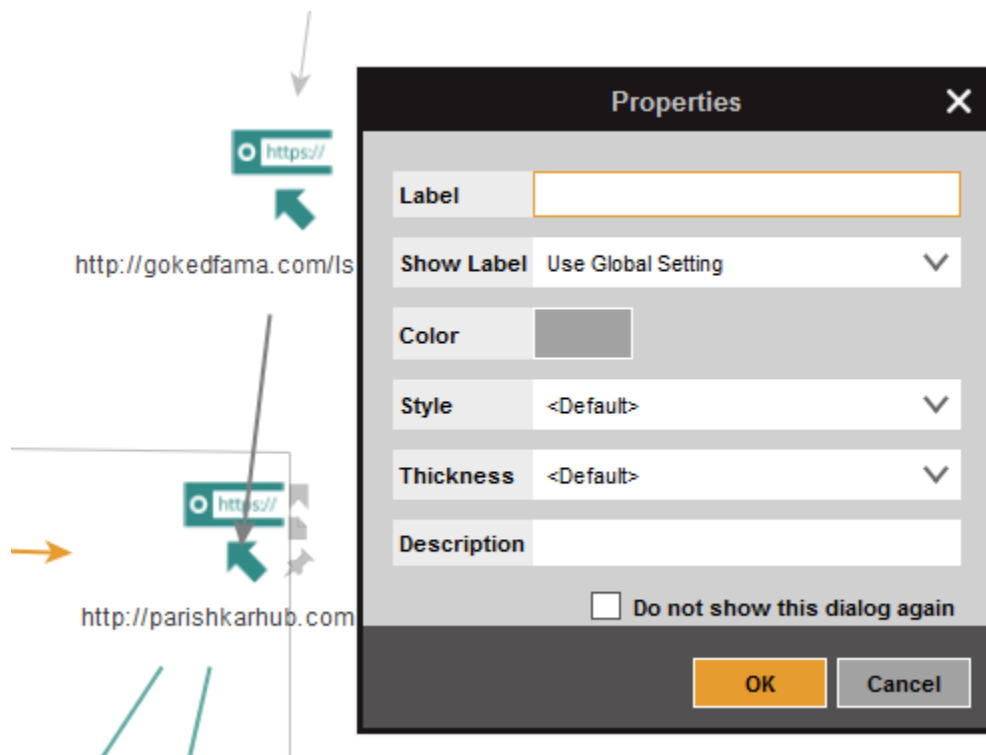 Properties
https://
Label
http://gokedfama.com/ls
Show Label Use Global Setting
Color
Style <Default>
Thickness <Default>
https://
Description
Do not show this dialog again
http://parishkarhub.com
OK Cancel